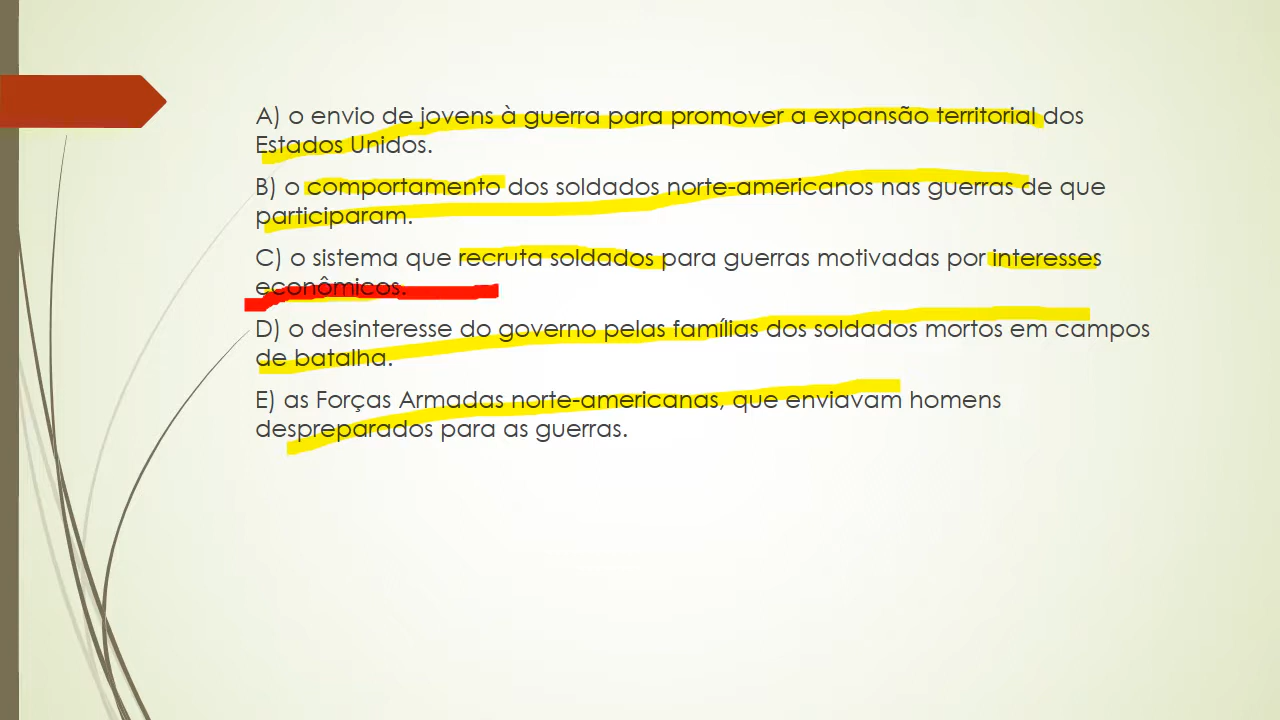 A) o envio de jovens à guerra para promover a expansão territorial dos
Estados Unidos.
B) o comportamento dos soldados norte-americanos nas guerras de que
participaram.
C) o sistema que recruta soldados para guerras motivadas por interesses
econômicos.
D) o desinteresse do governo pelas famílias dos soldados mortos em campos
de batalha.
E) as Forças Armadas norte-americanas, que enviavam homens
despreparados para as guerras.